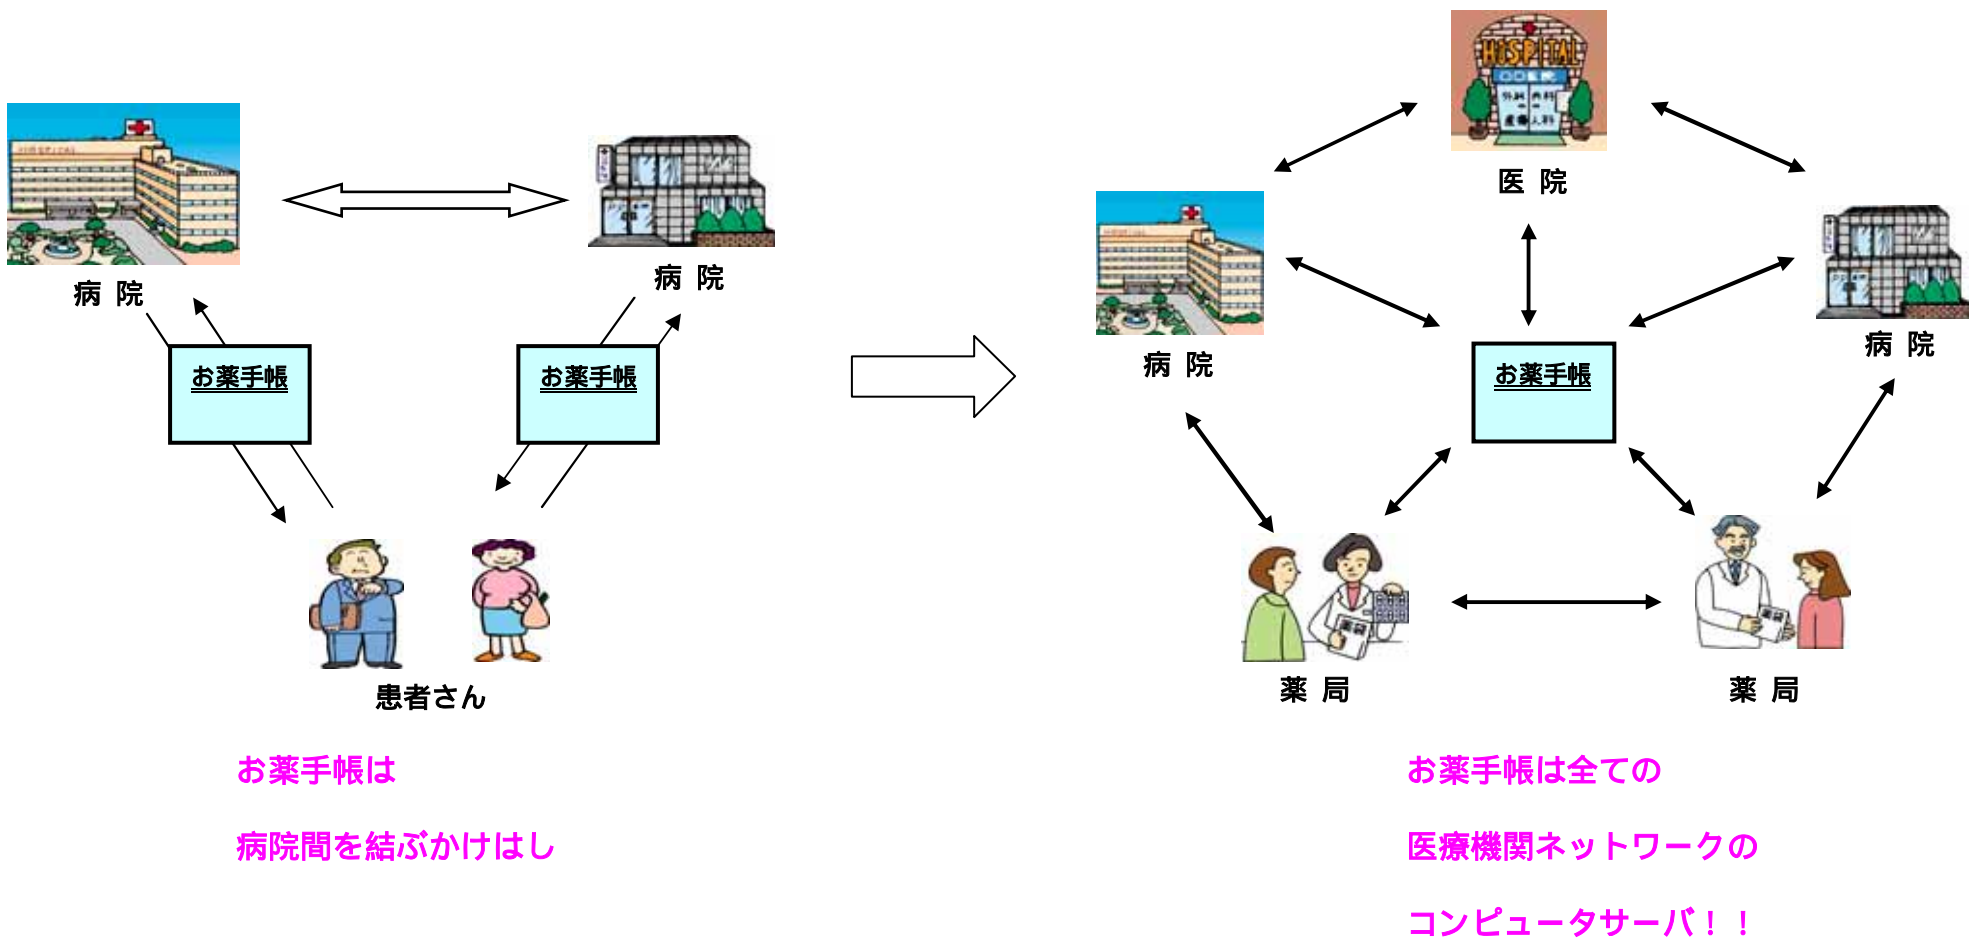 病 院
病 院
お薬手帳
お薬手帳
患者さん
お薬手帳は
病院間を結ぶかけはし
HOSPITAL
医 院
病 院
病 院
お薬手帳
薬 局
薬 局
お薬手帳は全ての
医療機関ネットワークの
コンピュータサーバ！！